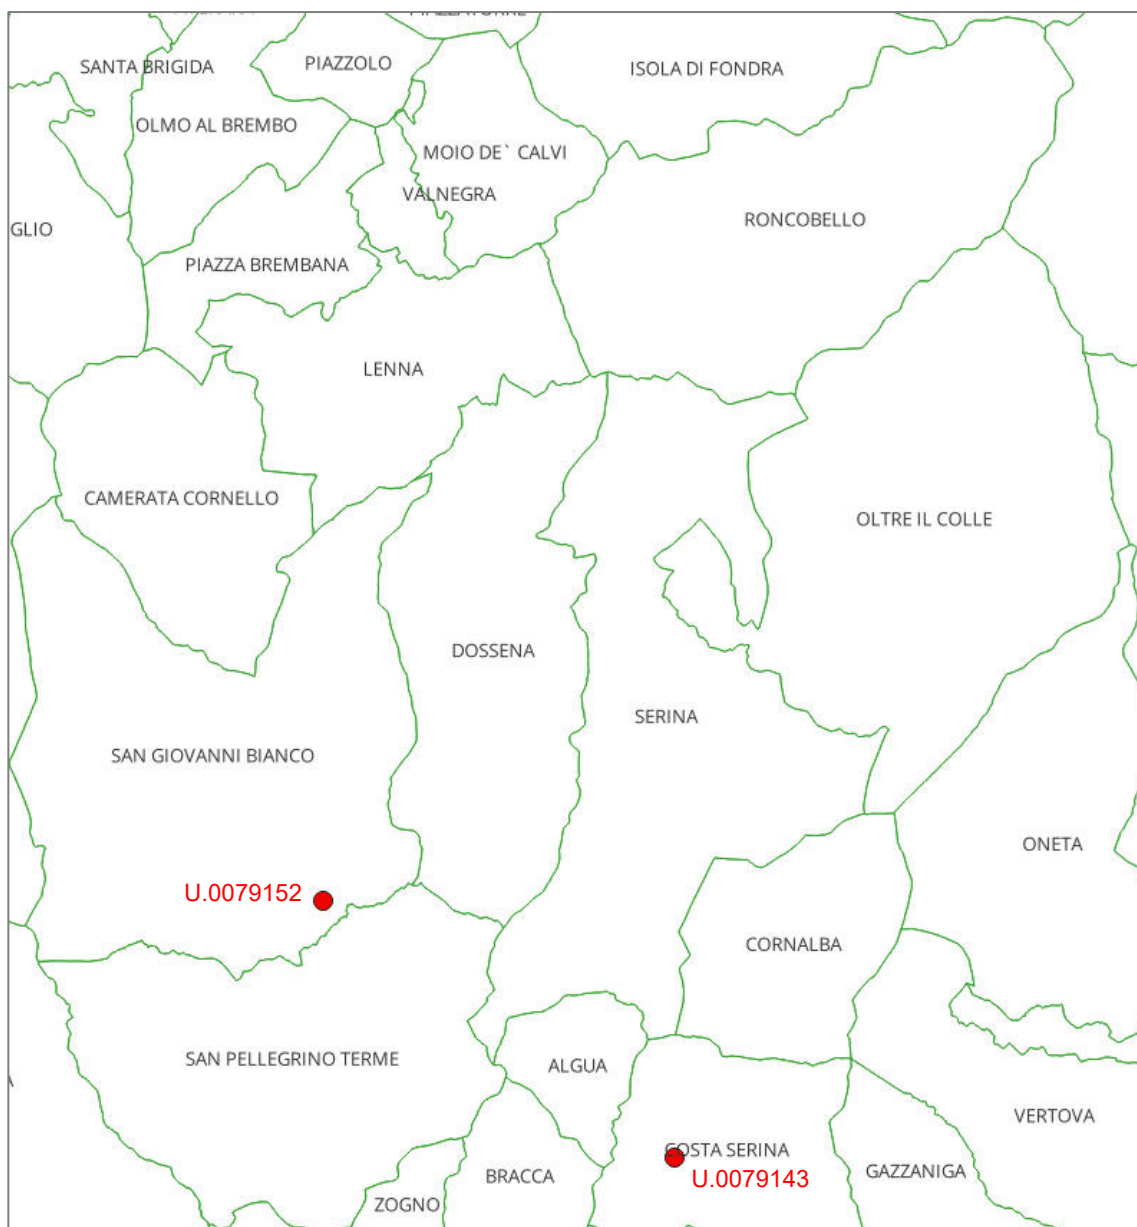 SANTA BRIGIDA
PIAZZOLO
ISOLA DI FONDRA
OLMO AL BREMBO
MOIO DE` CALVI
VALNEGRA
RONCOBELLO
GLIO
PIAZZA BREMBANA
LENNA
CAMERATA CORNELLO
OLTRE IL COLLE
DOSSENA
SERINA
SAN GIOVANNI BIANCO
ONETA
U.0079152
CORNALBA
SAN PELLEGRINO TERME
ALGUA
VERTOVA
COSTA SERINA
GAZZANIGA
BRACCA
U.0079143
ZOGNO